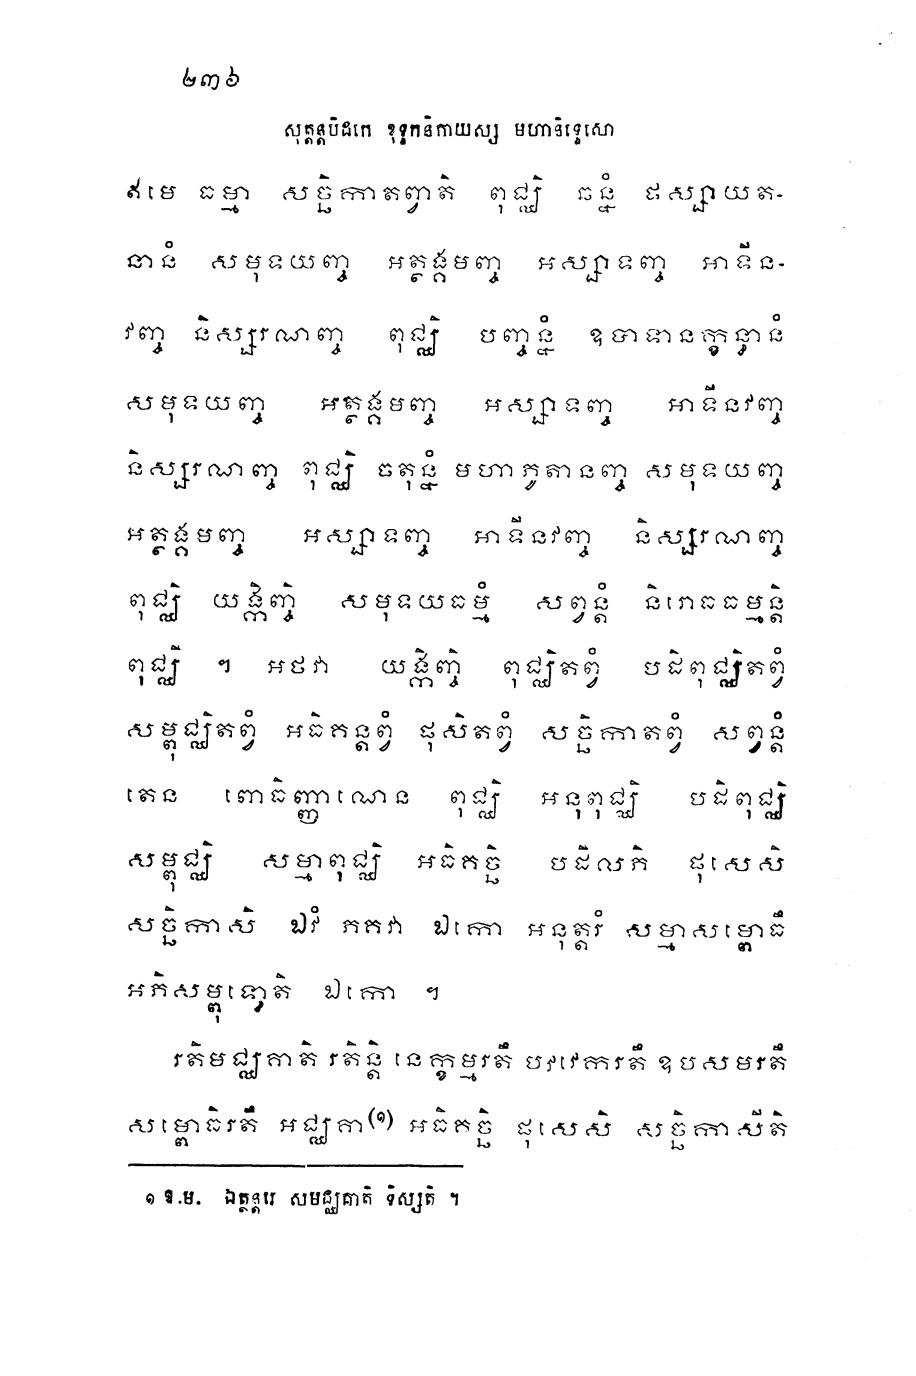 ២៣៦
សុត្តន្តបិដកេ ខុទ្ទកនិកាយស្ស មហានិទ្ទេសោ
ឥមេ ធម្មា សច្ឆិកាតព្វាតិ ពុជ្ឈិ ឆន្នំ ផស្សាយត-
នានំ សមុទយញ្ច អត្ថង្គមញ្ច អស្សាទញ្ច អាទីន-
វញ្ច និស្សរណញ្ច ពុជ្ឈិ បញ្ចន្នំ ឧបាទានក្ខន្ធានំ
សមុទយញ្ច អត្ថង្គមញ្ច អស្សាទញ្ច អាទីនវញ្ច
និស្សរណញ្ច ពុជ្ឈិ ចតុន្នំ មហាភូតានញ្ច សមុទយញ្ច
អត្ថង្គមញ្ច អស្សាទញ្ច អាទីនវញ្ច និស្សរណញ្ច
ពុជ្ឈិ យង្កិញ្ចិ សមុទយធម្មំ សព្វន្តំ និរោធធម្មន្តិ
ពុជ្ឈិ ។ អថវា យង្កិញ្ចិ ពុជ្ឈិតព្វំ បដិពុជ្ឈិតព្វំ
សម្ពុជ្ឈិតព្វំ អធិគន្តព្វំ ផុសិតព្វំ សច្ឆិកាតព្វំ សព្វន្តំ
តេន ពោធិញ្ញាណេន ពុជ្ឈិ អនុពុជ្ឈិ បដិពុជ្ឈិ
សម្ពុជ្ឈិ សម្មាពុជ្ឈិ អធិគច្ឆិ បដិលភិ ផុសេសិ
សច្ឆិកាសិ ឯវំ ភគវា ឯកោ អនុត្តរំ សម្មាសម្ពោធឹ
អភិសម្ពុទ្ធោតិ ឯកោ ។
រតិមជ្ឈគាតិ រតិន្តិ នេក្ខម្មរតឹ បវិវេករតឹ ឧបសមរតឹ
សម្ពោធិរតឹ អជ្ឈគា(១) អធិគច្ឆិ ផុសេសិ សច្ឆិកាសីតិ
១ ឱ.ម. ឯត្ថន្តរេ សមជ្ឈគាតិ ទិស្សតិ ។